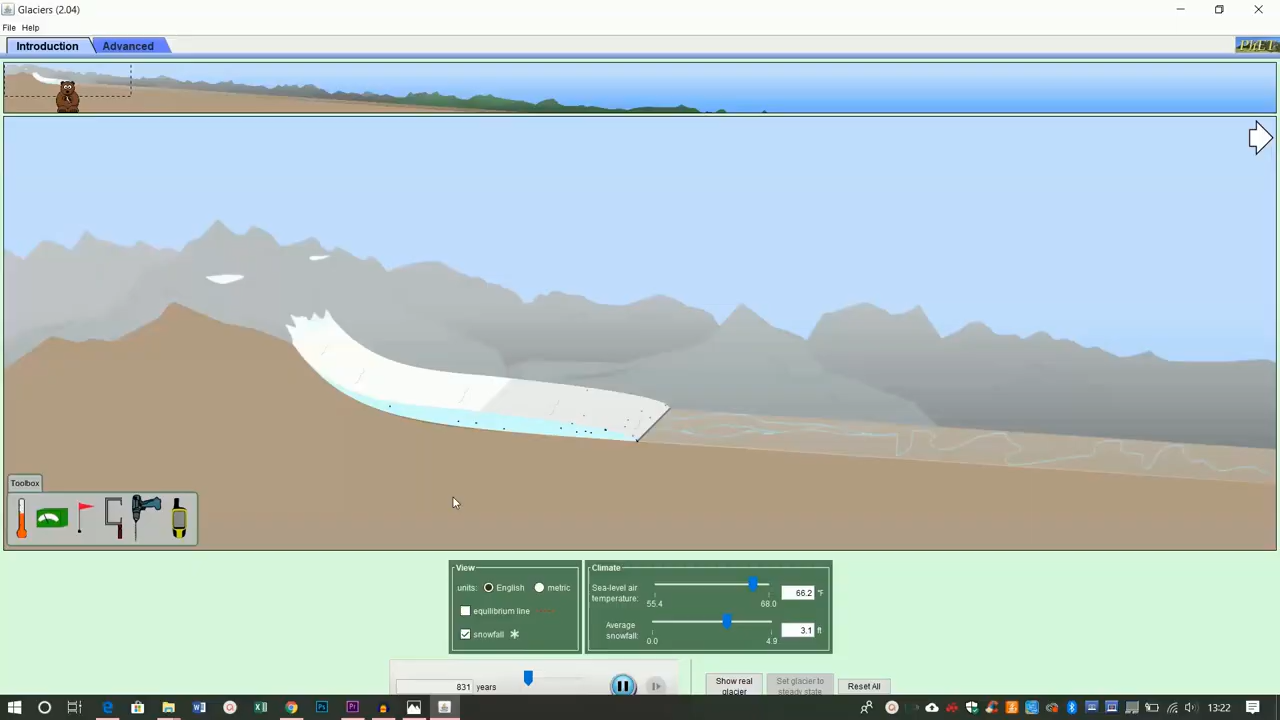 Glaciers (2.04)
File Help
Introduction Advanced
PhET
Toolbox
View
units: English metric
equilibrium line
snowfall
Climate
Sea-level air
temperature:
66.2 °F
55.4 68.0
Average
snowfall:
3.1 ft
0.0 4.9
831 years
Show real
glacier
Set glacier to
steady state
Reset All
13:22